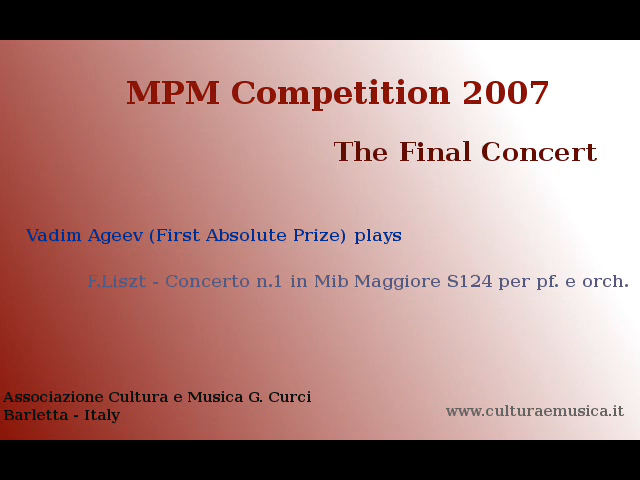 MPM Competition 2007
The Final Concert
Vadim Ageev (First Absolute Prize) plays
F.Liszt - Concerto n.1 in Mib Maggiore S124 per pf. e orch.
Associazione Cultura e Musica G. Curci
Barletta - Italy
www.culturaemusica.it